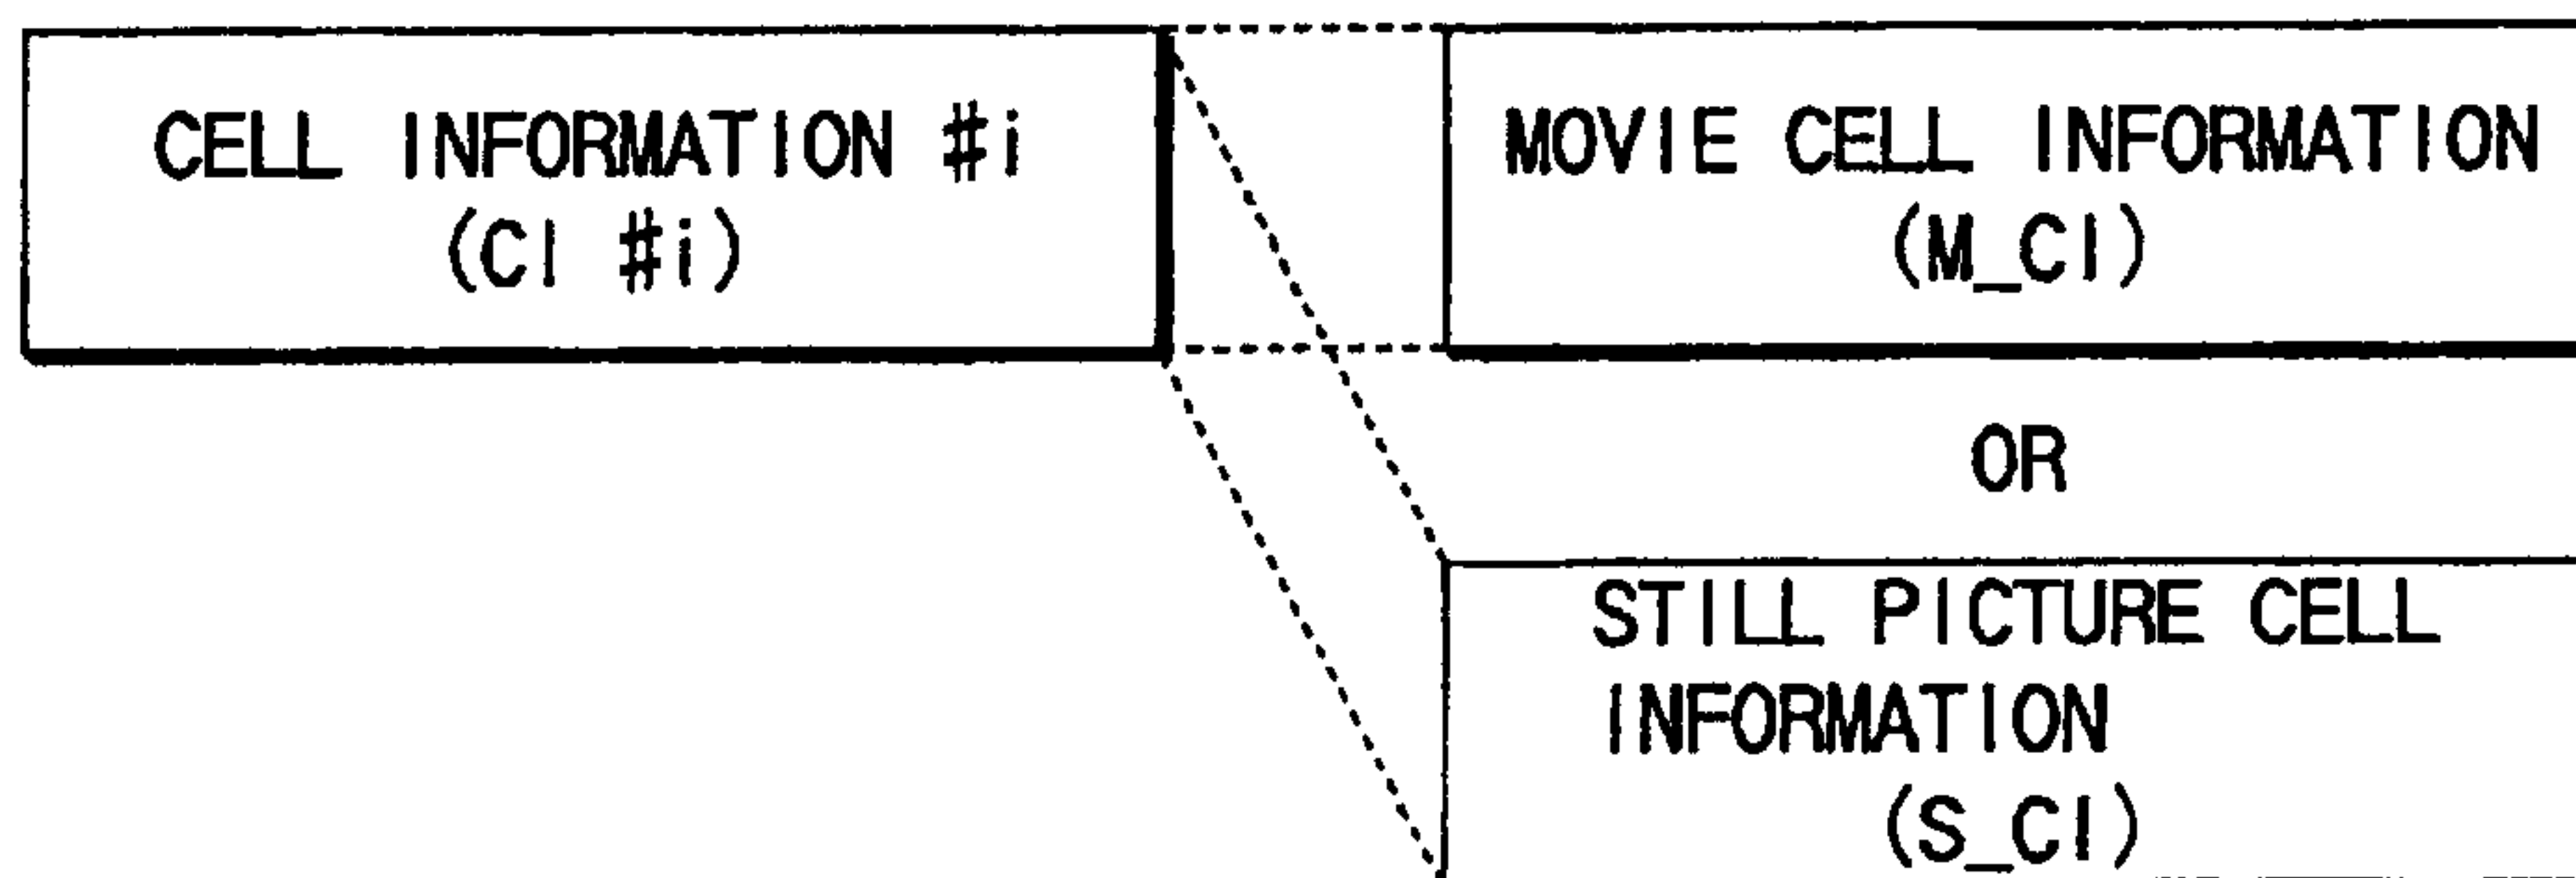 CELL INFORMATION #i
(CI #i)
MOVIE CELL INFORMATION
(M_CI)
OR
STILL PICTURE CELL
INFORMATION
(S_CI)